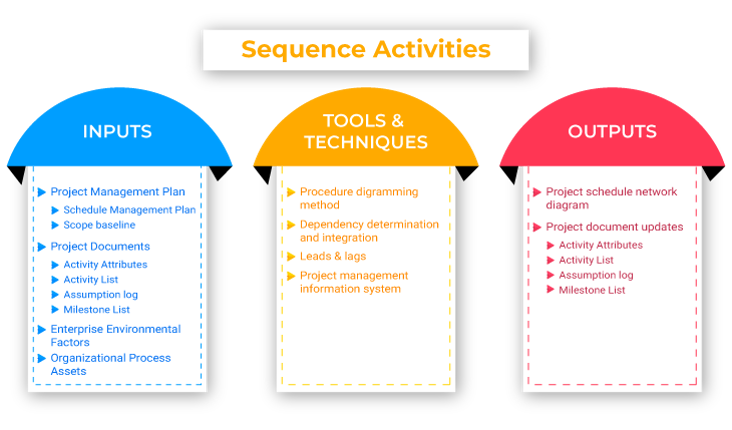 Sequence Activities
INPUTS
Project Management Plan
Schedule Management Plan
Scope baseline
Project Documents
Activity Attributes
Activity List
Assumption log
Milestone List
Enterprise Environmental
Factors
Organizational Process
Assets
TOOLS &
TECHNIQUES
Procedure digramming
method
Dependency determination
and integration
Leads & lags
Project management
information system
OUTPUTS
Project schedule network
diagram
Project document updates
Activity Attributes
Activity List
Assumption log
Milestone List